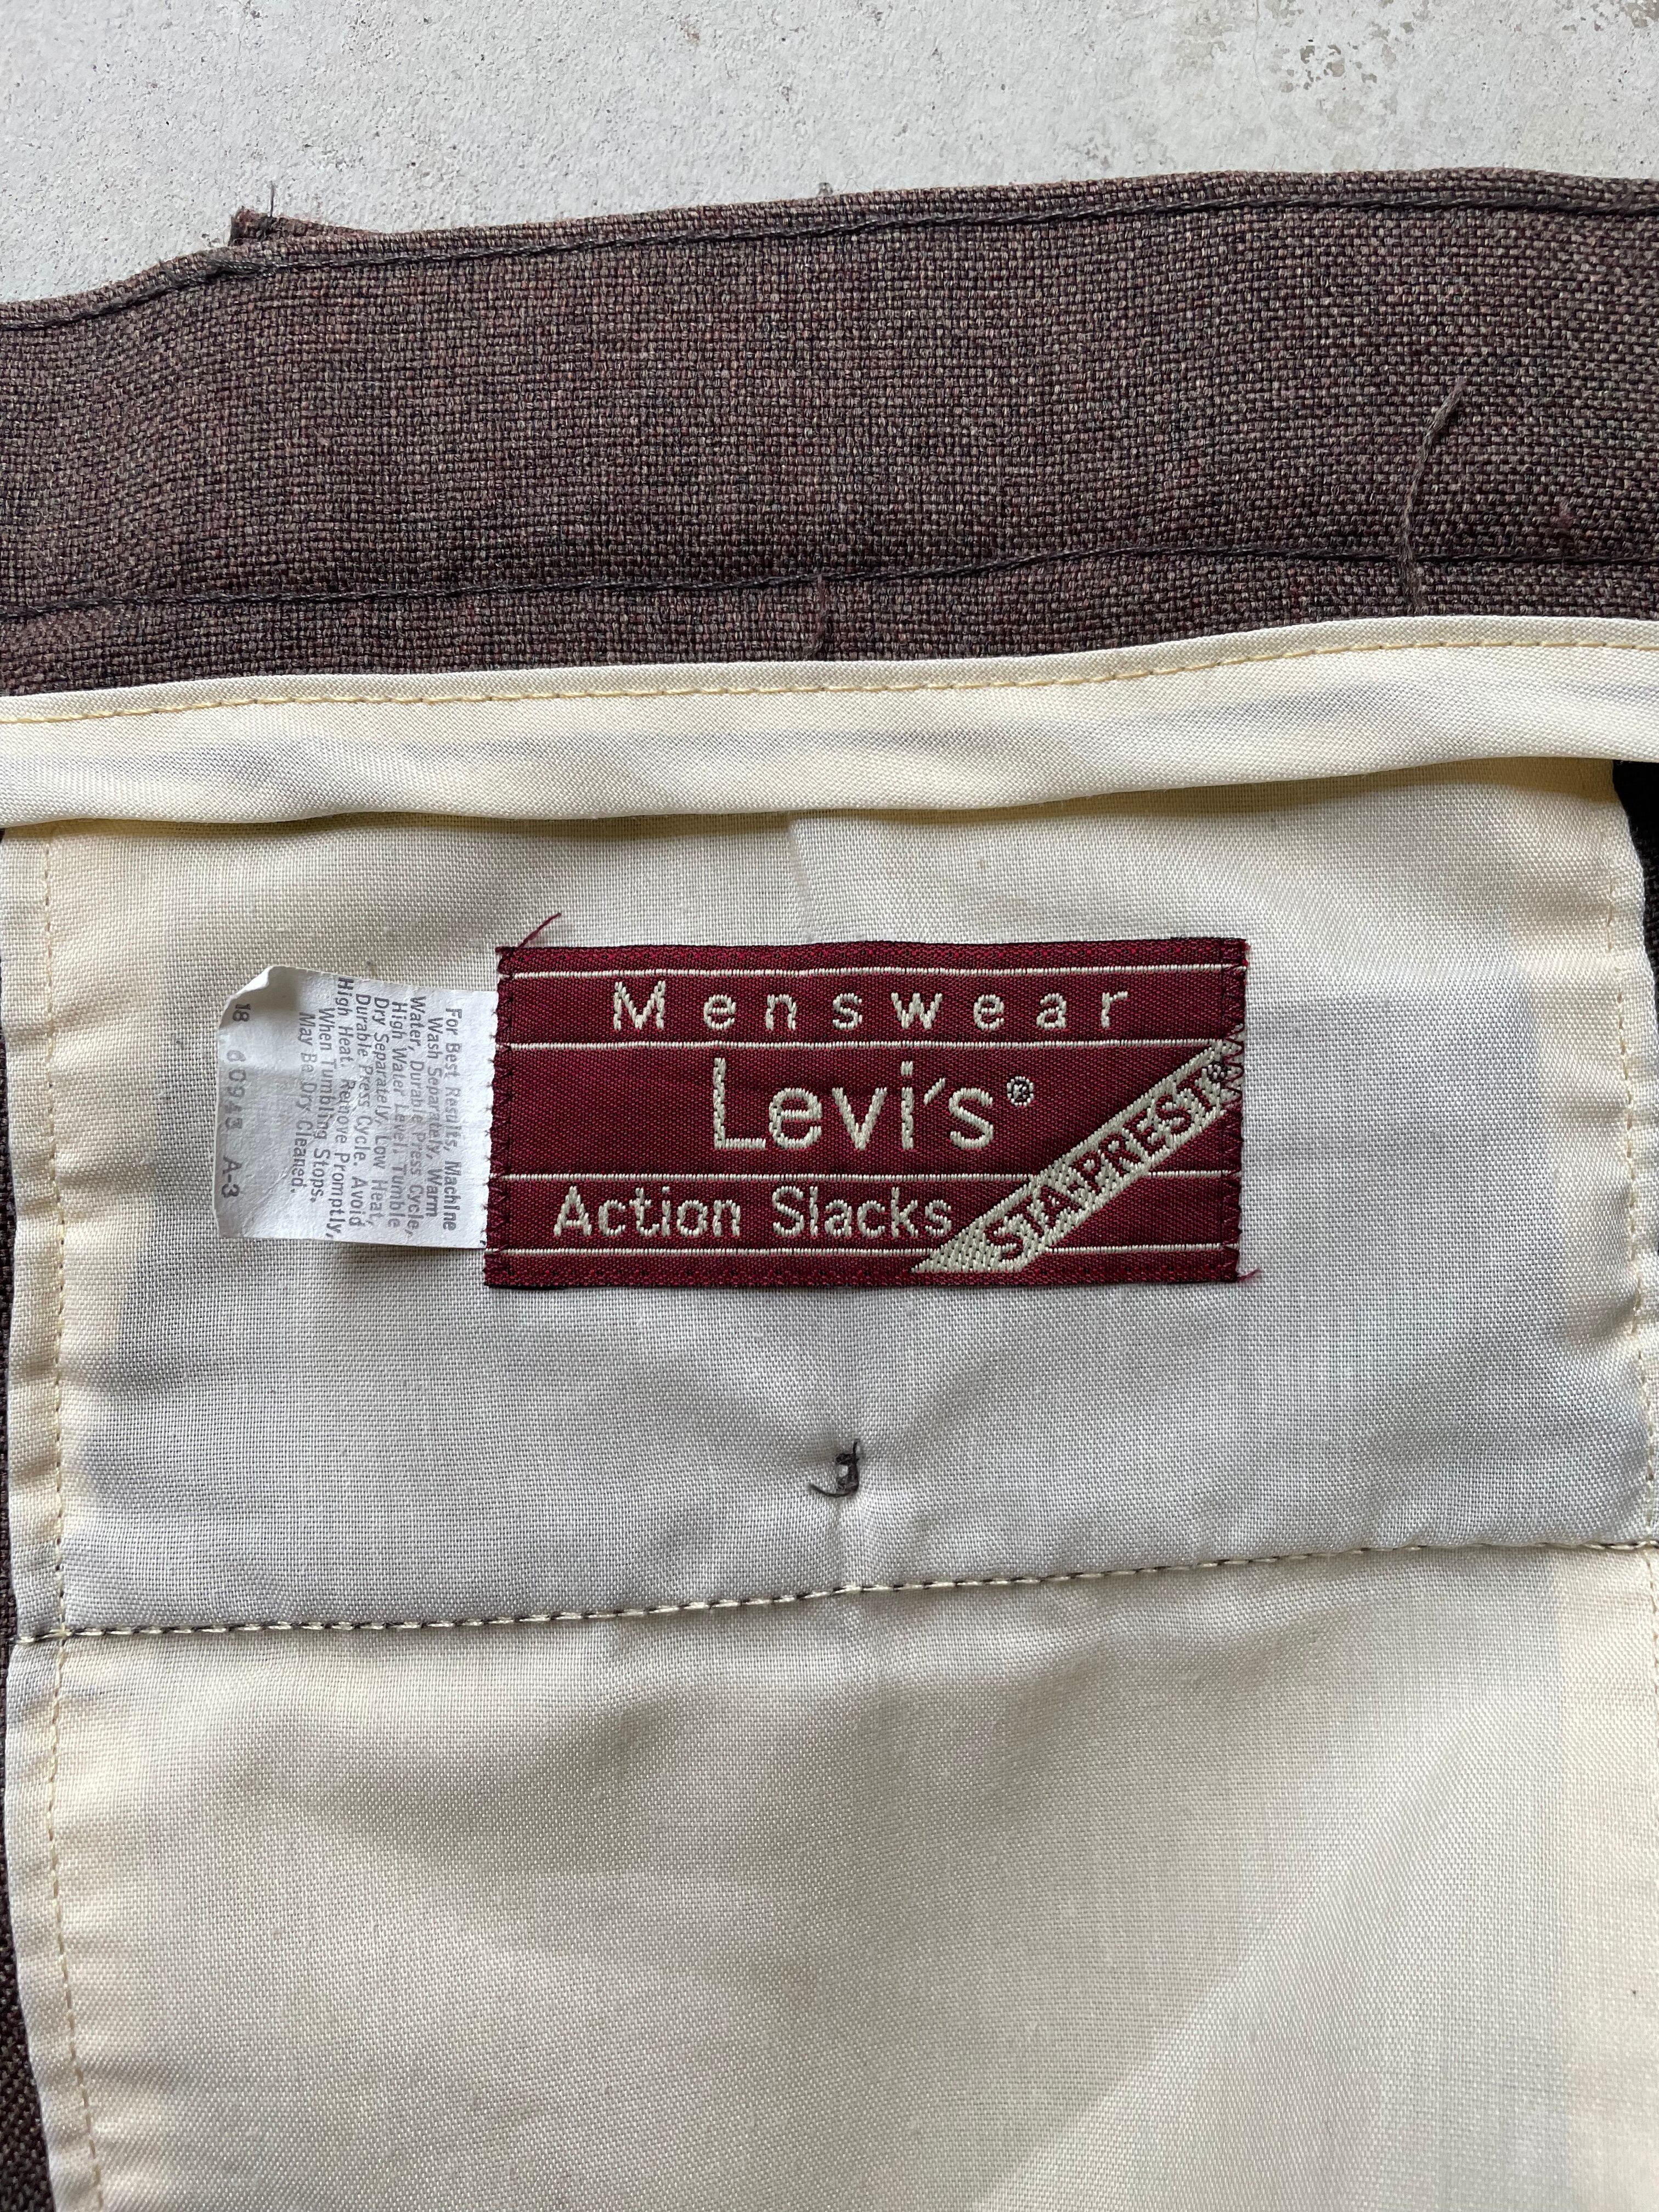 Menswear
Levi's®
Action Slacks
STA-PREST®
For Best Results, Machine
Wash Separately, Warm
Water, Durable Press Cycle,
High Water Level. Tumble
Dry Separately, Low Heat,
Durable Press Cycle. Avoid
High Heat. Remove Promptly,
When Tumbling Stops.
May Be Dry Cleaned.
18 d0943 A-3